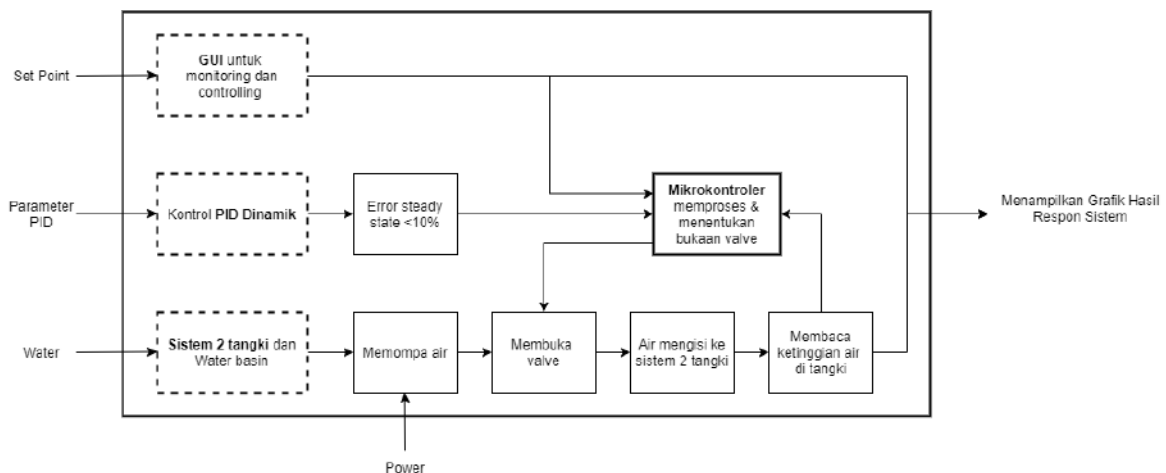 Set Point
GUI untuk
monitoring dan
controlling
Parameter
PID
Kontrol PID Dinamik
Error steady
state <10%
Mikrokontroler
memproses &
menentukan
bukaan valve
Menampilkan Grafik Hasil
Respon Sistem
Water
Sistem 2 tangki dan
Water basin
Memompa air
Membuka
valve
Air mengisi ke
sistem 2 tangki
Membaca
ketinggian air
di tangki
Power